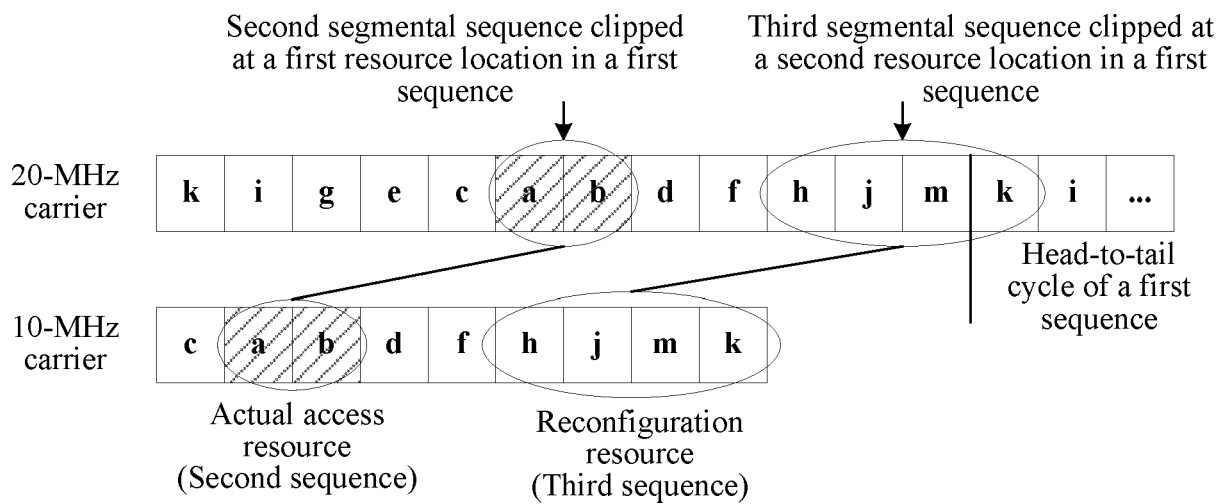 Second segmental sequence clipped
at a first resource location in a first
sequence
Third segmental sequence clipped at
a second resource location in a first
sequence
20-MHz
carrier
k i g e c a b d f h j m k i ...
Head-to-tail
cycle of a first
sequence
10-MHz
carrier
c a b d f h j m k
Actual access
resource
(Second sequence)
Reconfiguration
resource
(Third sequence)